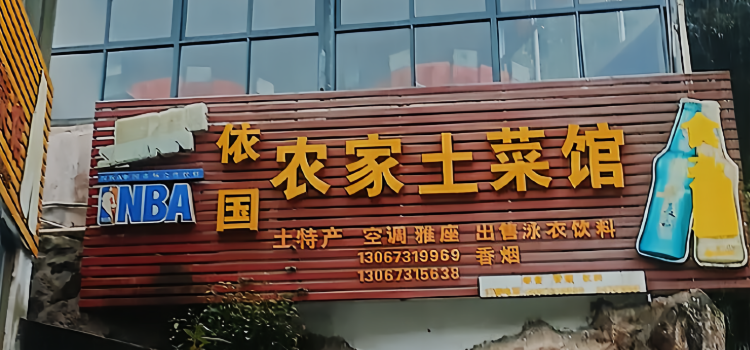 NBA
依国
农家土菜馆
土特产 空调雅座 出售泳衣饮料
13067319969 香烟
13067315638